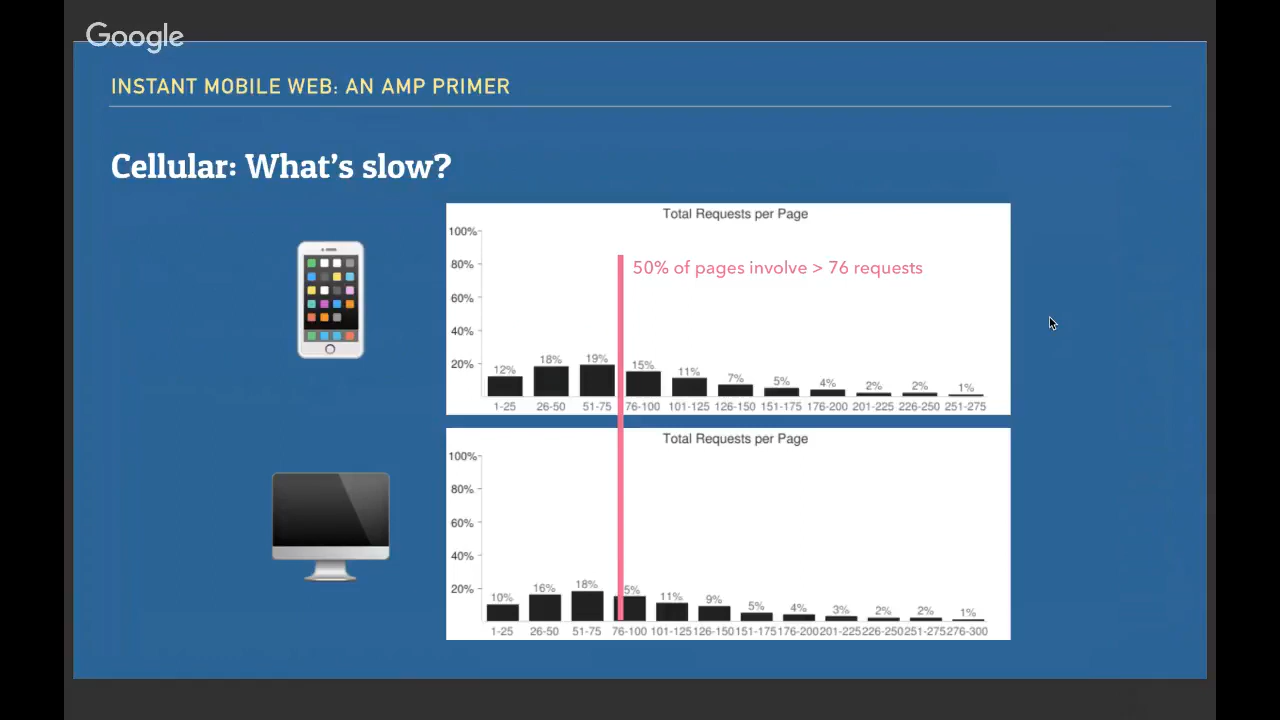 Google
INSTANT MOBILE WEB: AN AMP PRIMER
Cellular: What's slow?
Total Requests per Page
100%
80%
60%
40%
20%
50% of pages involve > 76 requests
12% 18% 19% 15% 11% 7% 5% 4% 2% 2% 1%
1-25 26-50 51-75 76-100 101-125 126-150 151-175 176-200 201-225 226-250 251-275
Total Requests per Page
100%
80%
60%
40%
20%
10% 16% 18% 5% 11% 9% 5% 4% 3% 2% 2% 1%
1-25 26-50 51-75 76-100 101-125 126-150 151-175 176-200 201-225 226-250 251-275 276-300